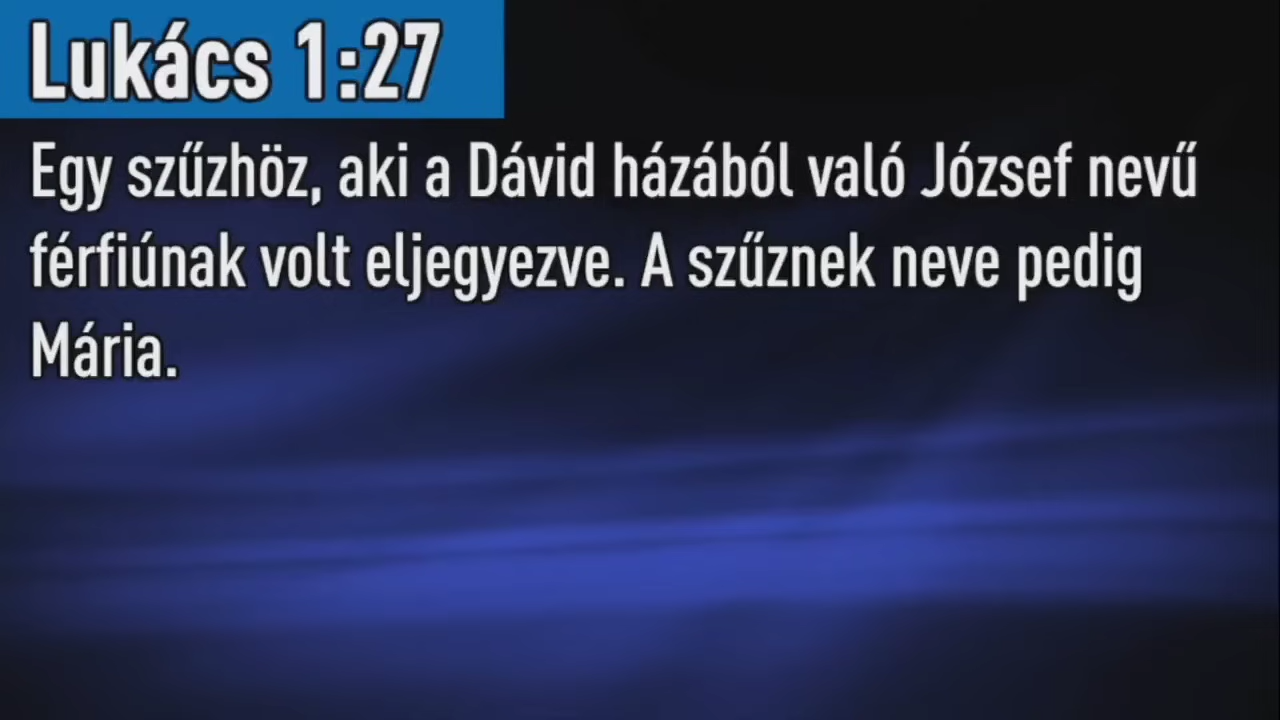 Lukács 1:27
Egy szűzhöz, aki a Dávid házából való József nevű
férfiúnak volt eljegyezve. A szűznek neve pedig
Mária.